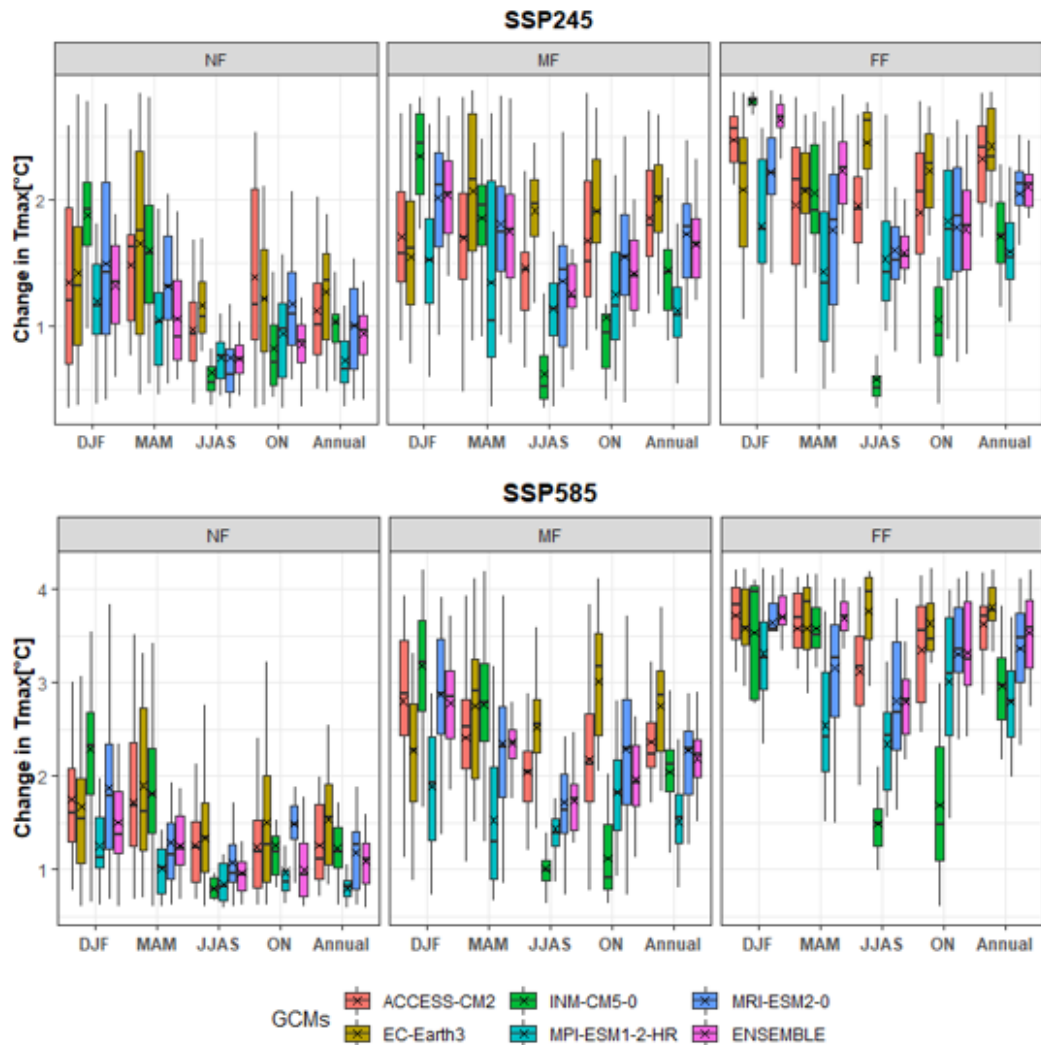 SSP245
NF MF FF
Change in Tmax[°C]
2
1
DJF MAM JJAS ON Annual DJF MAM JJAS ON Annual DJF MAM JJAS ON Annual
SSP585
NF MF FF
Change in Tmax[°C]
4
3
2
1
DJF MAM JJAS ON Annual DJF MAM JJAS ON Annual DJF MAM JJAS ON Annual
GCMs
ACCESS-CM2 INM-CM5-0 MRI-ESM2-0
EC-Earth3 MPI-ESM1-2-HR ENSEMBLE